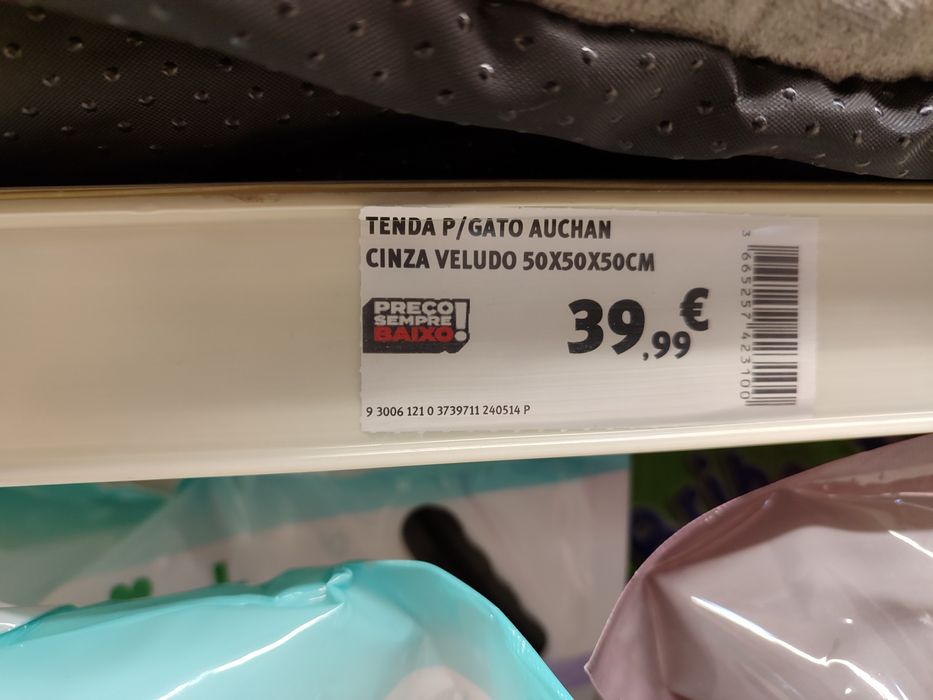 TENDA P/GATO AUCHAN
CINZA VELUDO 50X50X50CM
PREÇO
SEMPRE
BAIXO!
39,99€
9 3006 121 0 3739711 240514 P
3 665257 423100